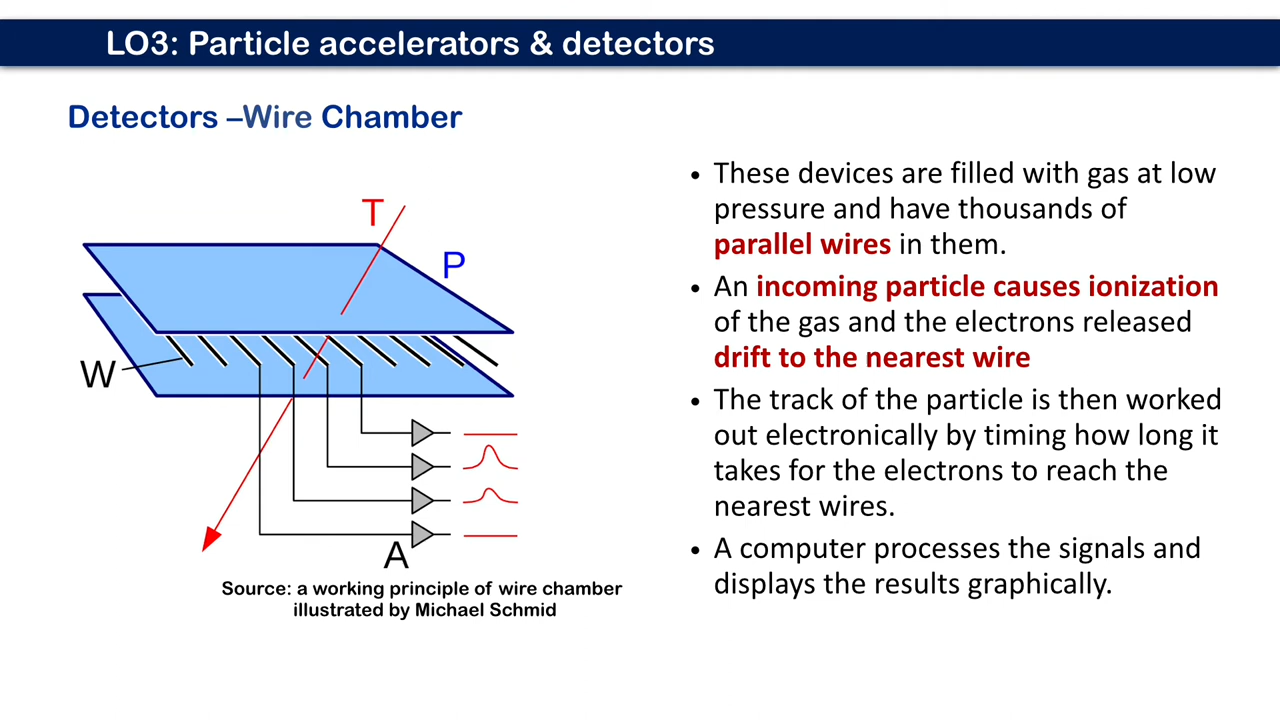 LO3: Particle accelerators & detectors
Detectors –Wire Chamber
T
P
W
A
Source: a working principle of wire chamber
illustrated by Michael Schmid
• These devices are filled with gas at low
pressure and have thousands of
parallel wires in them.
• An incoming particle causes ionization
of the gas and the electrons released
drift to the nearest wire
• The track of the particle is then worked
out electronically by timing how long it
takes for the electrons to reach the
nearest wires.
• A computer processes the signals and
displays the results graphically.